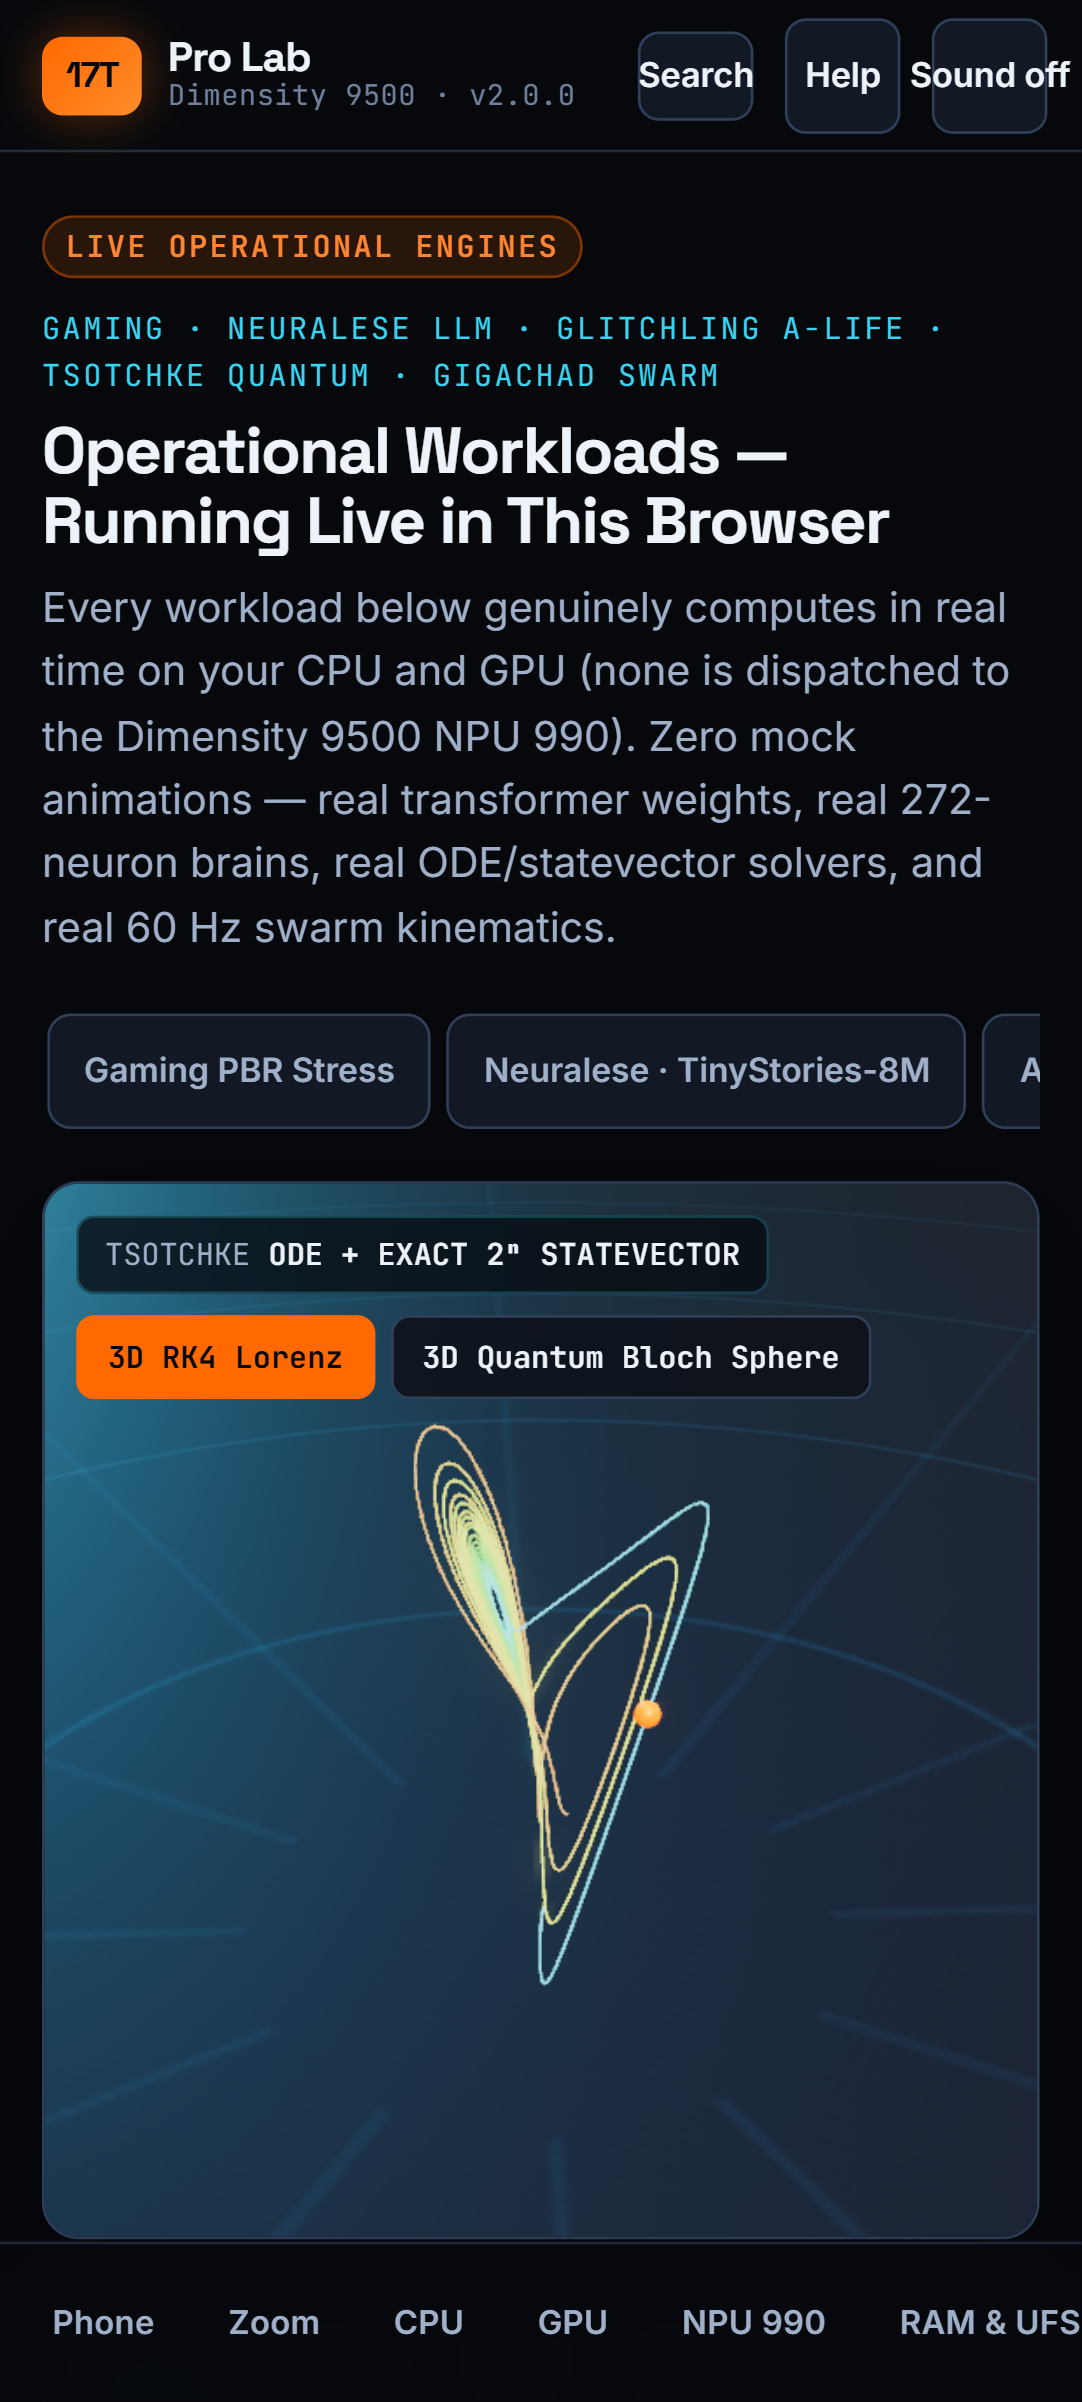 17T
Pro Lab
Dimensity 9500 · v2.0.0
Search
Help
Sound off
LIVE OPERATIONAL ENGINES
GAMING · NEURALESE LLM · GLITCHLING A-LIFE ·
TSOTCHKE QUANTUM · GIGACHAD SWARM
Operational Workloads —
Running Live in This Browser
Every workload below genuinely computes in real
time on your CPU and GPU (none is dispatched to
the Dimensity 9500 NPU 990). Zero mock
animations — real transformer weights, real 272-
neuron brains, real ODE/statevector solvers, and
real 60 Hz swarm kinematics.
Gaming PBR Stress
Neuralese · TinyStories-8M
TSOTCHKE ODE + EXACT 2ⁿ STATEVECTOR
3D RK4 Lorenz
3D Quantum Bloch Sphere
Phone
Zoom
CPU
GPU
NPU 990
RAM & UFS